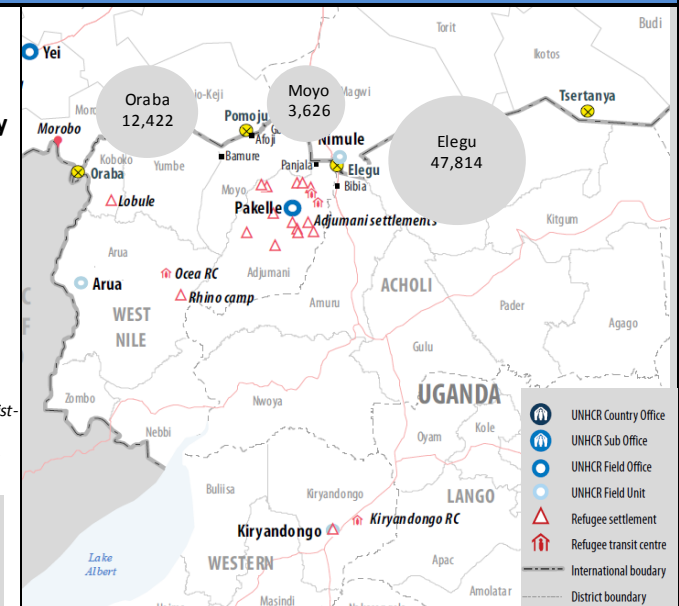 Torit
Budi
Yei
Ikotos
y
Oraba
12,422
io-Keji
Moyo
3,626
Magwi
Tsertanya
Pomoju
Morobo
Afoji
Nimule
Elegu
47,814
Koboko
Yumbe
Bamure
Panjala
Elegu
Oraba
Moyo
Bibia
Lobule
Pakelle
Adjumani settlements
Kitgum
Arua
Ocea RC
Adjumani
ACHOLI
Arua
Rhino camp
Amuru
Pader
WEST
NILE
Agago
Gulu
Zombo
Nwoya
UGANDA
ist-
Nebbi
Oyam
Kole
Buliisa
Kiryandongo
LANGO
Kiryandongo
Kiryandongo RC
Lake
Albert
WESTERN
Apac
Masindi
Amolatar
UNHCR Country Office
UNHCR Sub Office
UNHCR Field Office
UNHCR Field Unit
Refugee settlement
Refugee transit centre
International boudary
District boundary